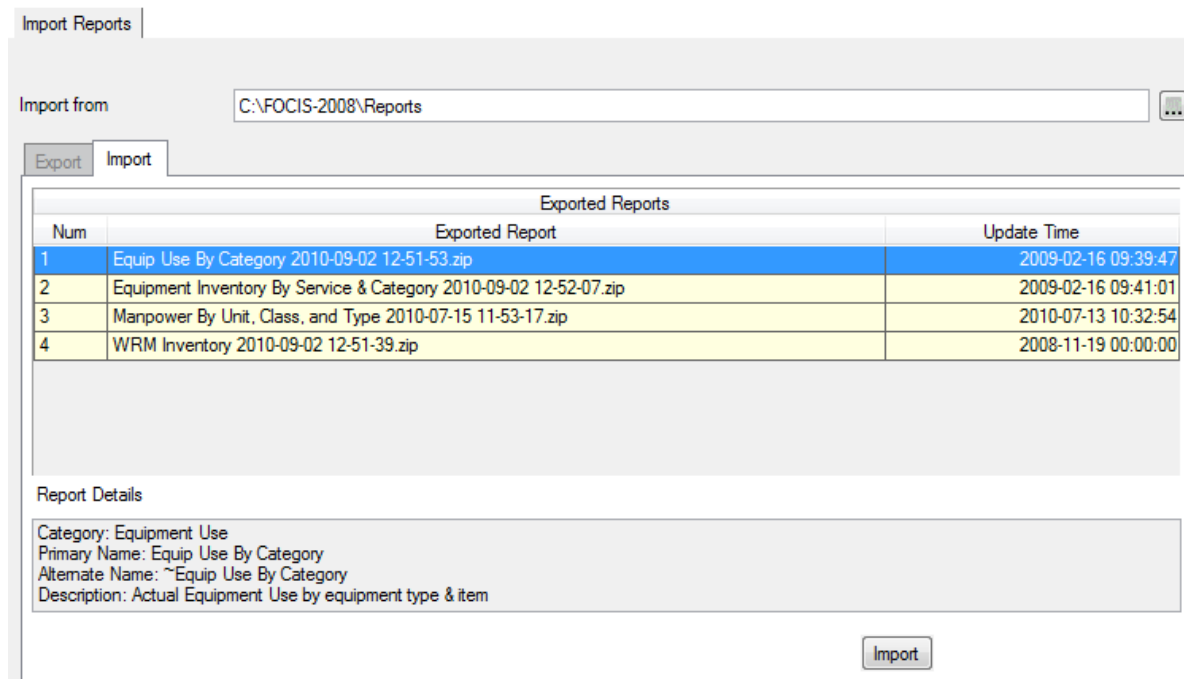 Import Reports
Import from C:\FOCIS-2008\Reports ...
Export Import
Exported Reports
Num Exported Report Update Time
1 Equip Use By Category 2010-09-02 12-51-53.zip 2009-02-16 09:39:47
2 Equipment Inventory By Service & Category 2010-09-02 12-52-07.zip 2009-02-16 09:41:01
3 Manpower By Unit, Class, and Type 2010-07-15 11-53-17.zip 2010-07-13 10:32:54
4 WRM Inventory 2010-09-02 12-51-39.zip 2008-11-19 00:00:00
Report Details
Category: Equipment Use
Primary Name: Equip Use By Category
Alternate Name: ~Equip Use By Category
Description: Actual Equipment Use by equipment type & item
Import